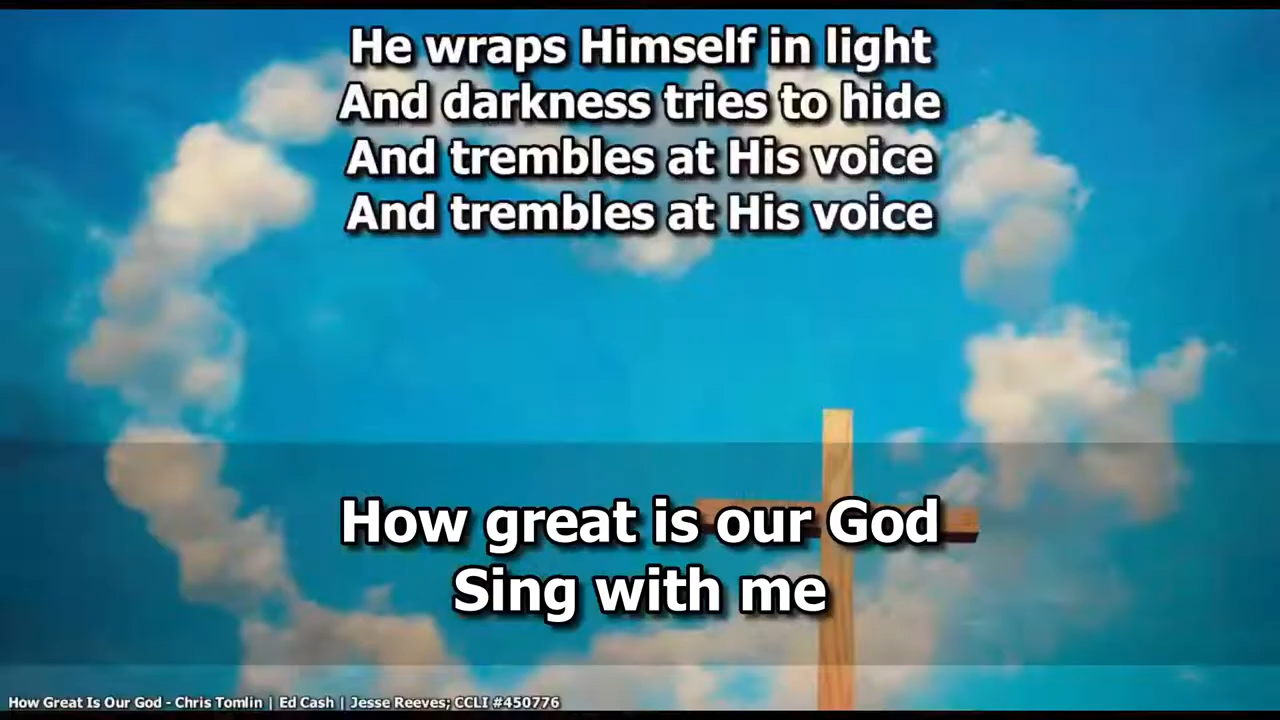 He wraps Himself in light
And darkness tries to hide
And trembles at His voice
And trembles at His voice
How great is our God
Sing with me
How Great Is Our God - Chris Tomlin | Ed Cash | Jesse Reeves; CCLI #450776